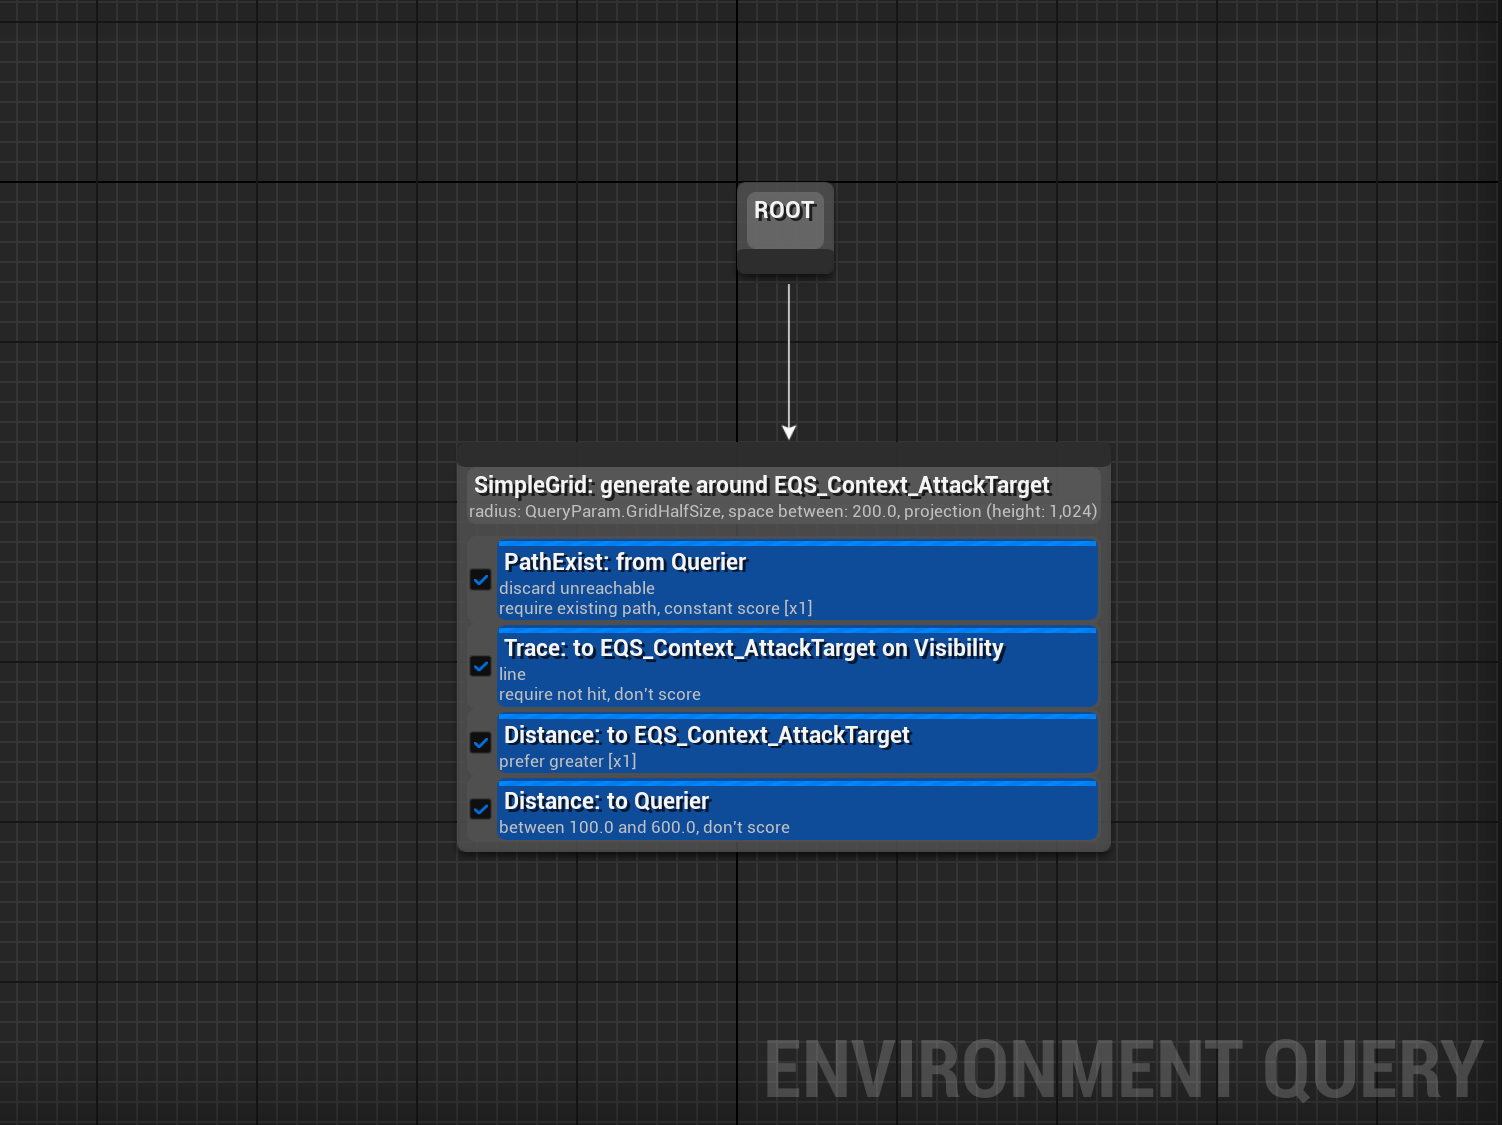 ROOT
SimpleGrid: generate around EQS_Context_AttackTarget
radius: QueryParam.GridHalfSize, space between: 200.0, projection (height: 1,024)
PathExist: from Querier
discard unreachable
require existing path, constant score [x1]
Trace: to EQS_Context_AttackTarget on Visibility
line
require not hit, don't score
Distance: to EQS_Context_AttackTarget
prefer greater [x1]
Distance: to Querier
between 100.0 and 600.0, don't score
ENVIRONMENT QUERY